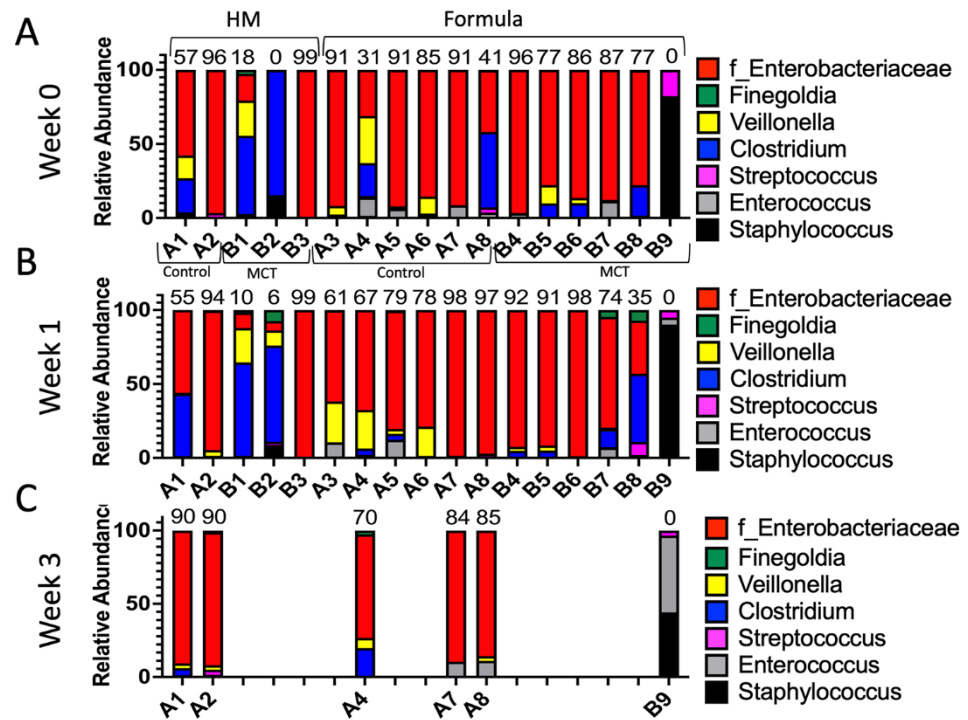 A
HM
Formula
57 96 18 0 99 91 31 91 85 91 41 96 77 86 87 77 0
Week 0
Relative Abundance
100
50
0
f_Enterobacteriaceae
Finegoldia
Veillonella
Clostridium
Streptococcus
Enterococcus
Staphylococcus
A1 A2 B1 B2 B3 A3 A4 A5 A6 A7 A8 B4 B5 B6 B7 B8 B9
Control
MCT
Control
MCT
B
55 94 10 6 99 61 67 79 78 98 97 92 91 98 74 35 0
Week 1
Relative Abundance
100
50
0
f_Enterobacteriaceae
Finegoldia
Veillonella
Clostridium
Streptococcus
Enterococcus
Staphylococcus
A1 A2 B1 B2 B3 A3 A4 A5 A6 A7 A8 B4 B5 B6 B7 B8 B9
C
90 90 70 84 85 0
Week 3
Relative Abundance
100
50
0
f_Enterobacteriaceae
Finegoldia
Veillonella
Clostridium
Streptococcus
Enterococcus
Staphylococcus
A1 A2 A4 A7 A8 B9